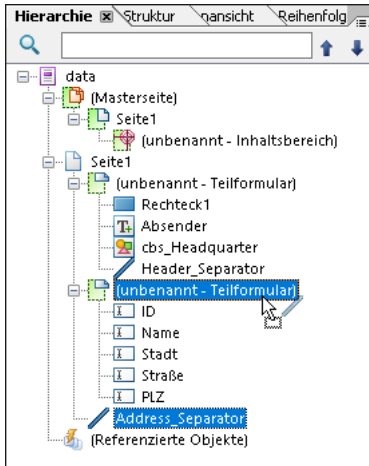 Hierarchie Struktur nansicht Reihenfolg
data
(Masterseite)
Seite1
(unbenannt - Inhaltsbereich)
Seite1
(unbenannt - Teilformular)
Rechteck1
Absender
cbs_Headquarter
Header_Separator
(unbenannt - Teilformular)
ID
Name
Stadt
Straße
PLZ
Address_Separator
(Referenzierte Objekte)